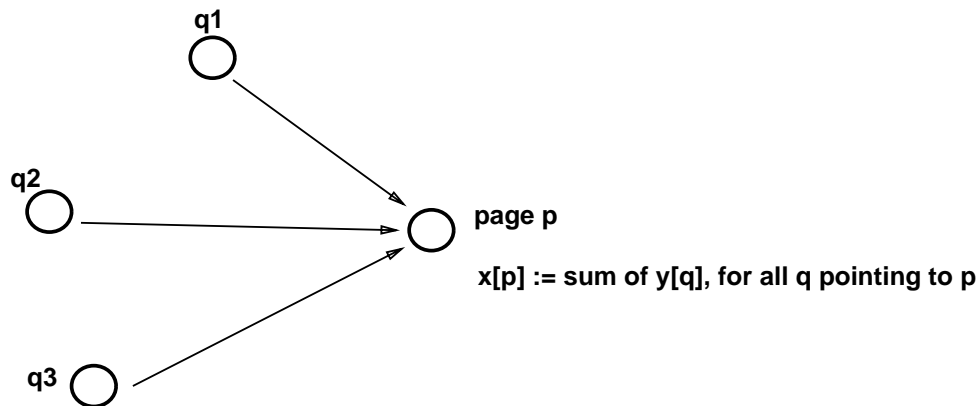 q1
q2
page p
x[p] := sum of y[q], for all q pointing to p
q3